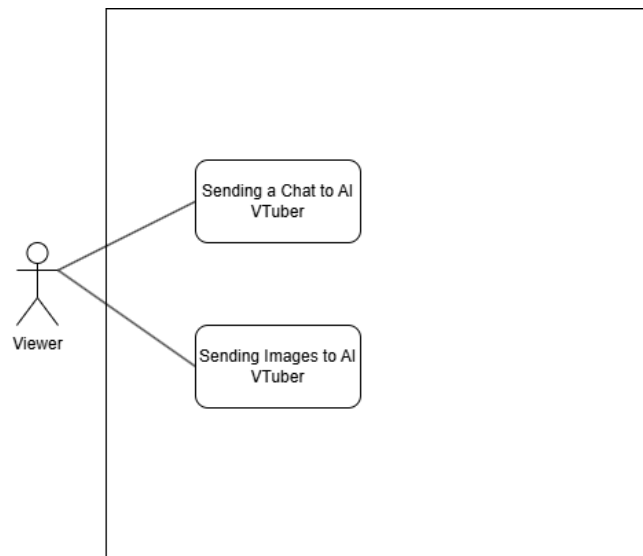 Sending a Chat to AI
VTuber
Viewer
Sending Images to AI
VTuber